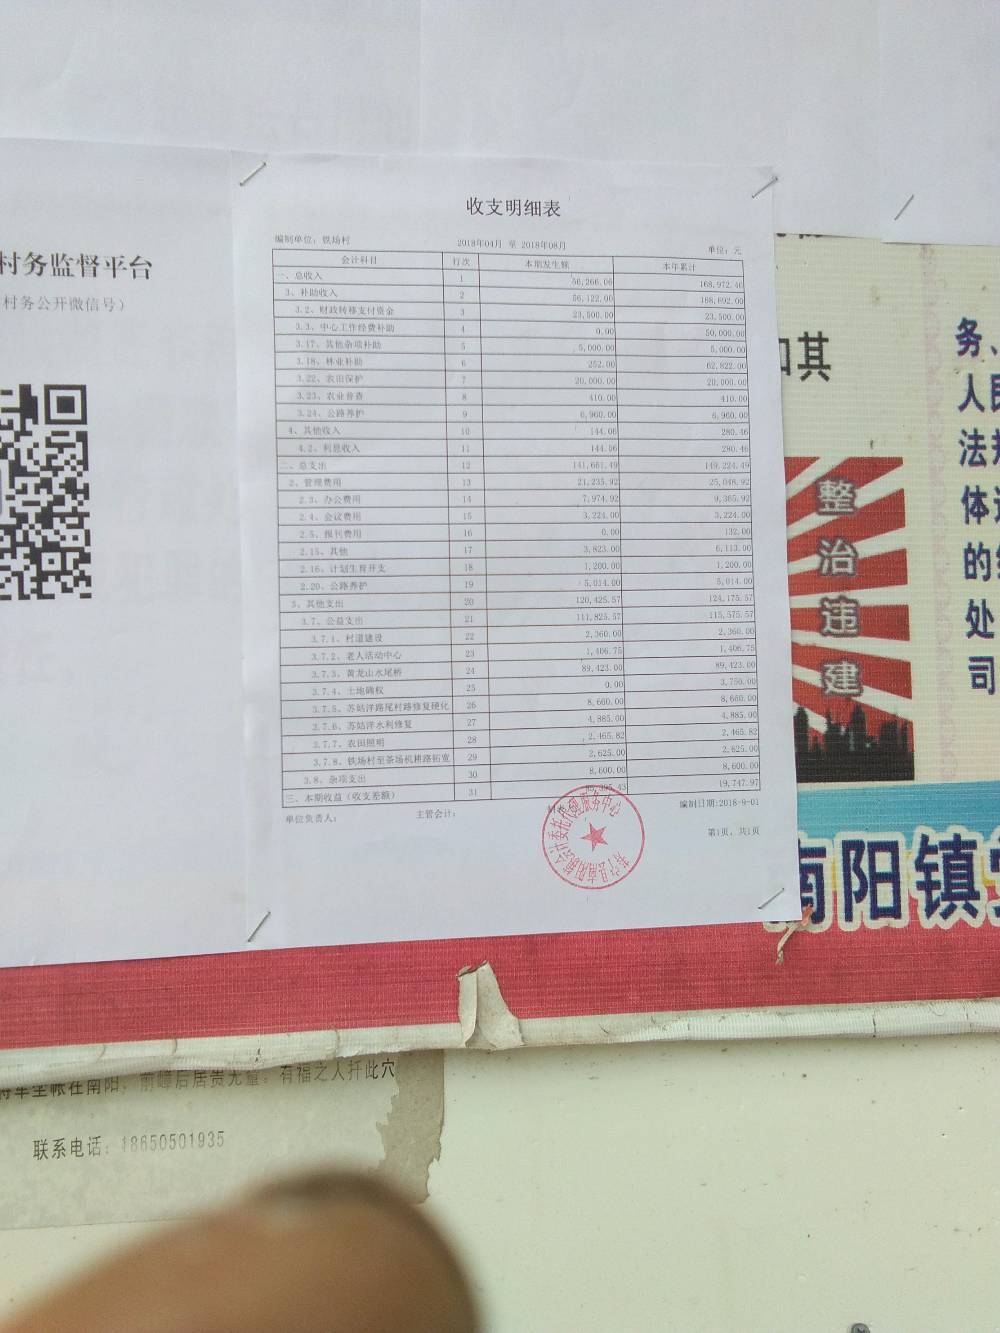 收支明细表
编制单位：铁场村 2018年04月 至 2018年08月 单位：元
会计科目 行次 本期发生额 本年累计
一、总收入 1 56,266.06 168,972.46
3、补助收入 2 56,122.00 168,692.00
3.2、财政转移支付资金 3 23,500.00 23,500.00
3.3、中心工作经费补助 4 0.00 50,000.00
3.17、其他杂项补助 5 5,000.00 5,000.00
3.18、林业补助 6 252.00 62,822.00
3.22、农田保护 7 20,000.00 20,000.00
3.23、农业普查 8 410.00 410.00
3.24、公路养护 9 6,960.00 6,960.00
4、其他收入 10 144.06 280.46
4.2、利息收入 11 144.06 280.46
二、总支出 12 141,661.49 149,224.49
2、管理费用 13 21,235.92 25,048.92
2.3、办公费用 14 7,974.92 9,365.92
2.4、会议费用 15 3,224.00 3,224.00
2.5、报刊费用 16 0.00 132.00
2.15、其他 17 3,823.00 6,113.00
2.16、计划生育开支 18 1,200.00 1,200.00
2.20、公路养护 19 5,014.00 5,014.00
3、其他支出 20 120,425.57 124,175.57
3.7、公益支出 21 111,825.57 115,575.57
3.7.1、村道建设 22 2,360.00 2,360.00
3.7.2、老人活动中心 23 1,406.75 1,406.75
3.7.3、黄龙山水尾桥 24 89,423.00 89,423.00
3.7.4、土地确权 25 0.00 3,750.00
3.7.5、苏姑洋路尾村路修复硬化 26 8,660.00 8,660.00
3.7.6、苏姑洋水利修复 27 4,885.00 4,885.00
3.7.7、农田照明 28 2,465.82 2,465.82
3.7.8、铁场村至茶场机耕路拓宽 29 2,625.00 2,625.00
3.8、杂项支出 30 8,600.00 8,600.00
三、本期收益（收支差额） 31 19,747.97
单位负责人： 主管会计： 编制日期:2018-9-01
第1页，共1页
村务监督平台
村务公开微信号）
和其
整治违建
务、
人民
法规
体
的
处
司
南阳镇
有福之人扦此穴
联系电话：18650501935